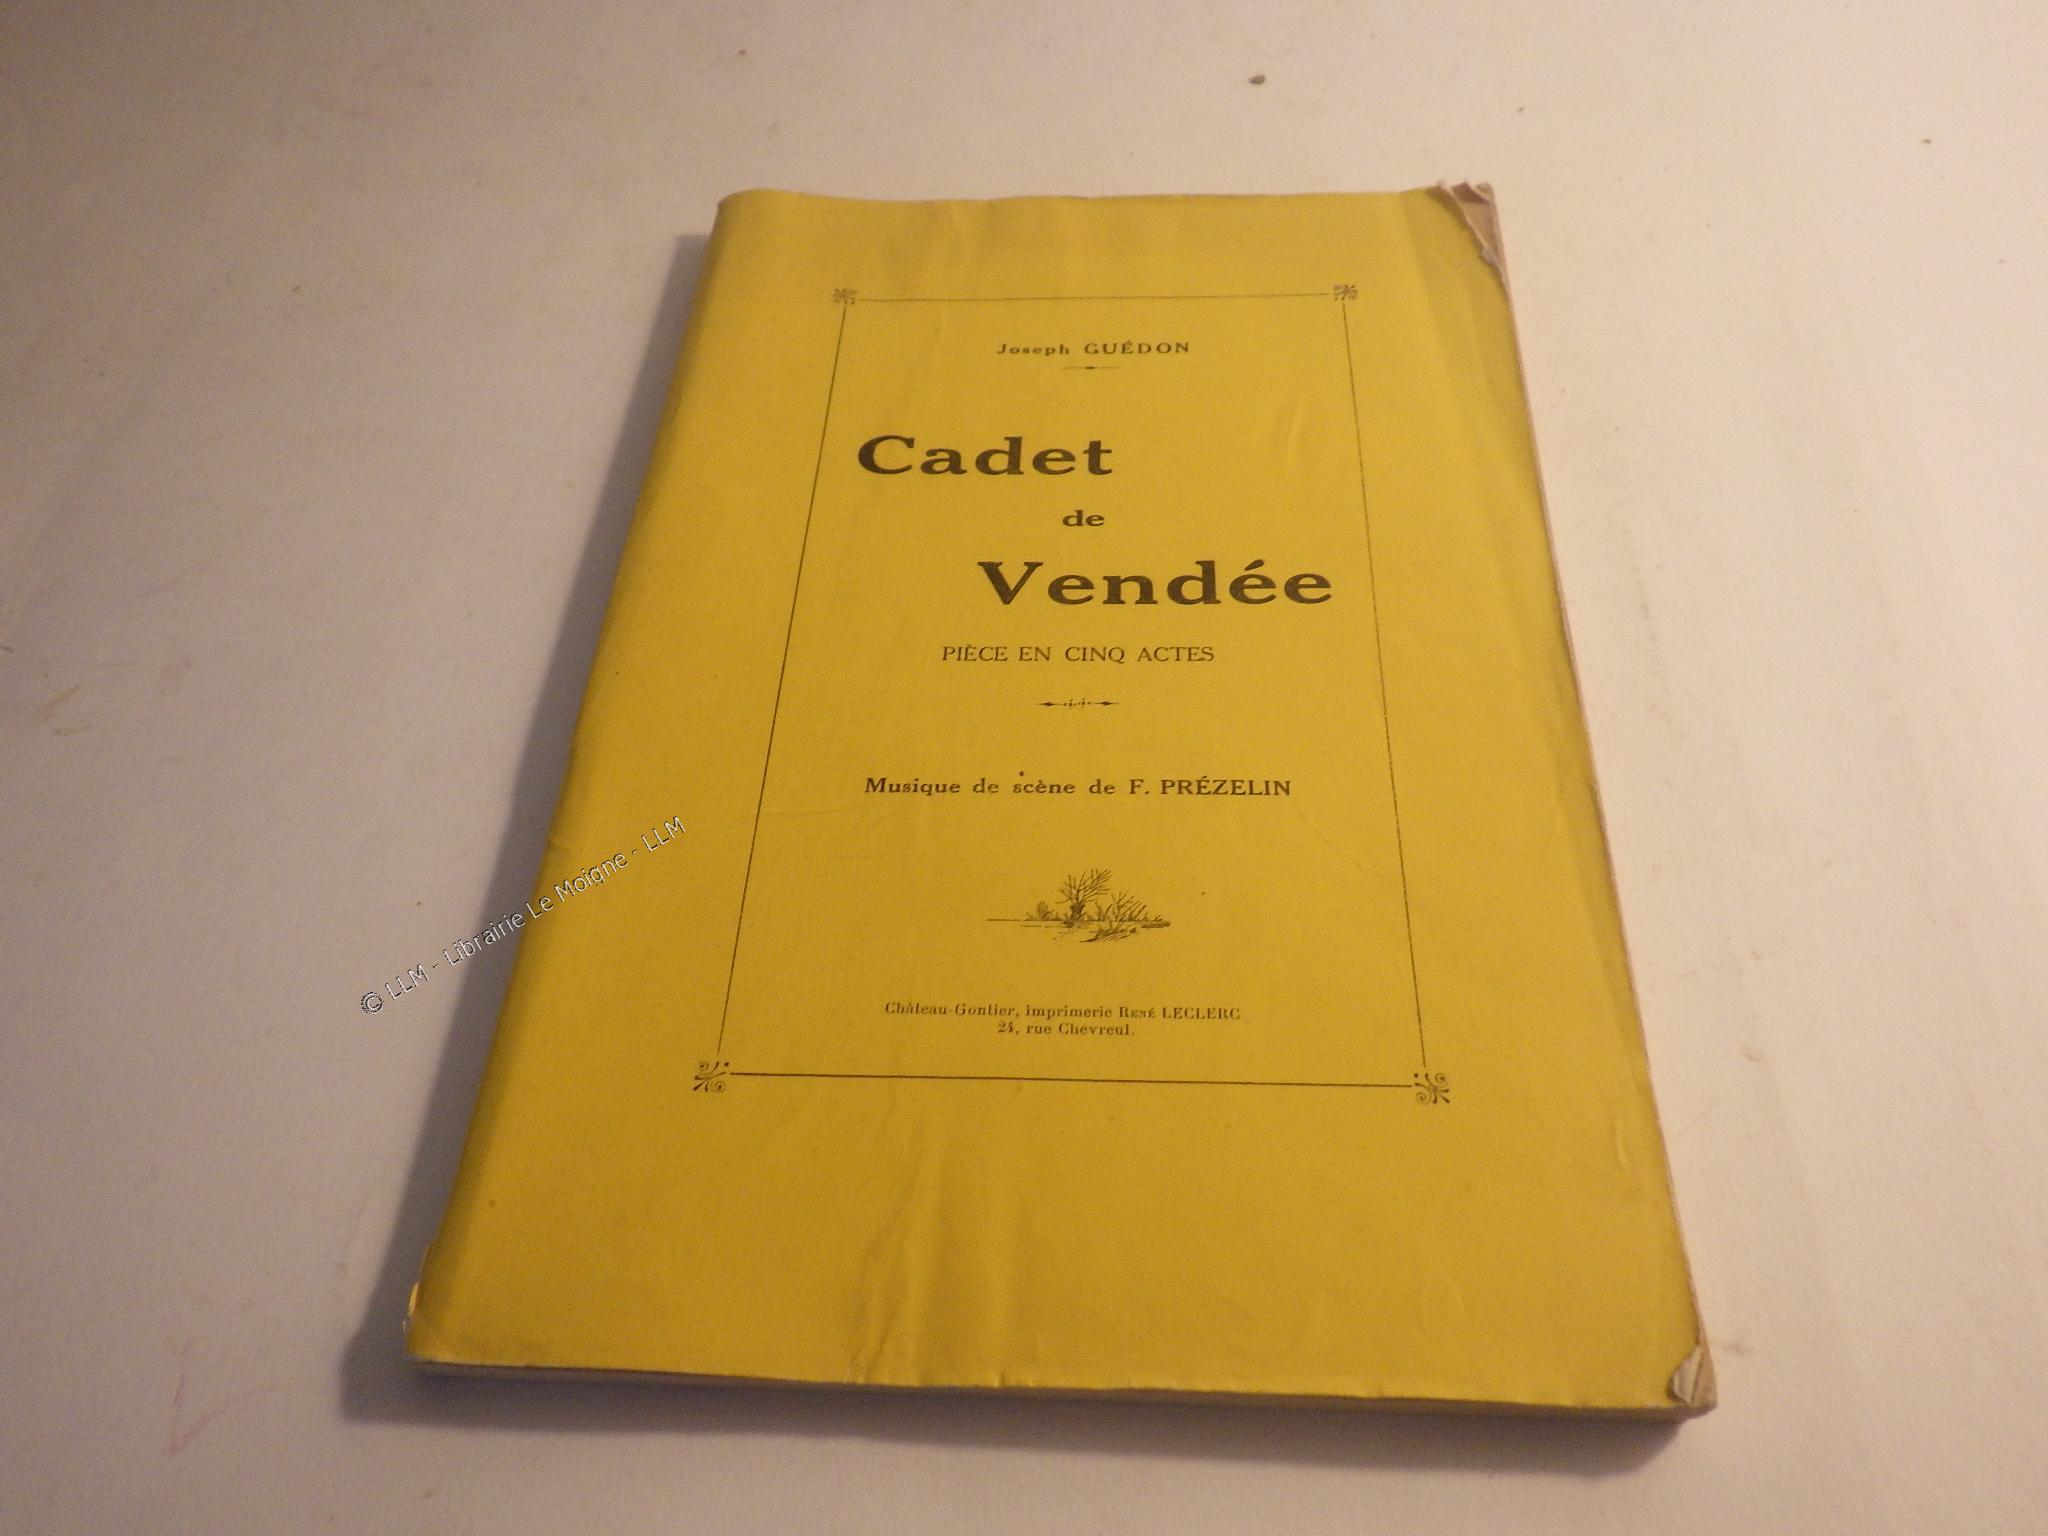 Joseph GUÉDON
Cadet
de
Vendée
PIÈCE EN CINQ ACTES
Musique de scène de F. PRÉZELIN
Château-Gontier, imprimerie RENÉ LECLERC
24, rue Chevreul.
© LLM - Librairie Le Moigne - LLM